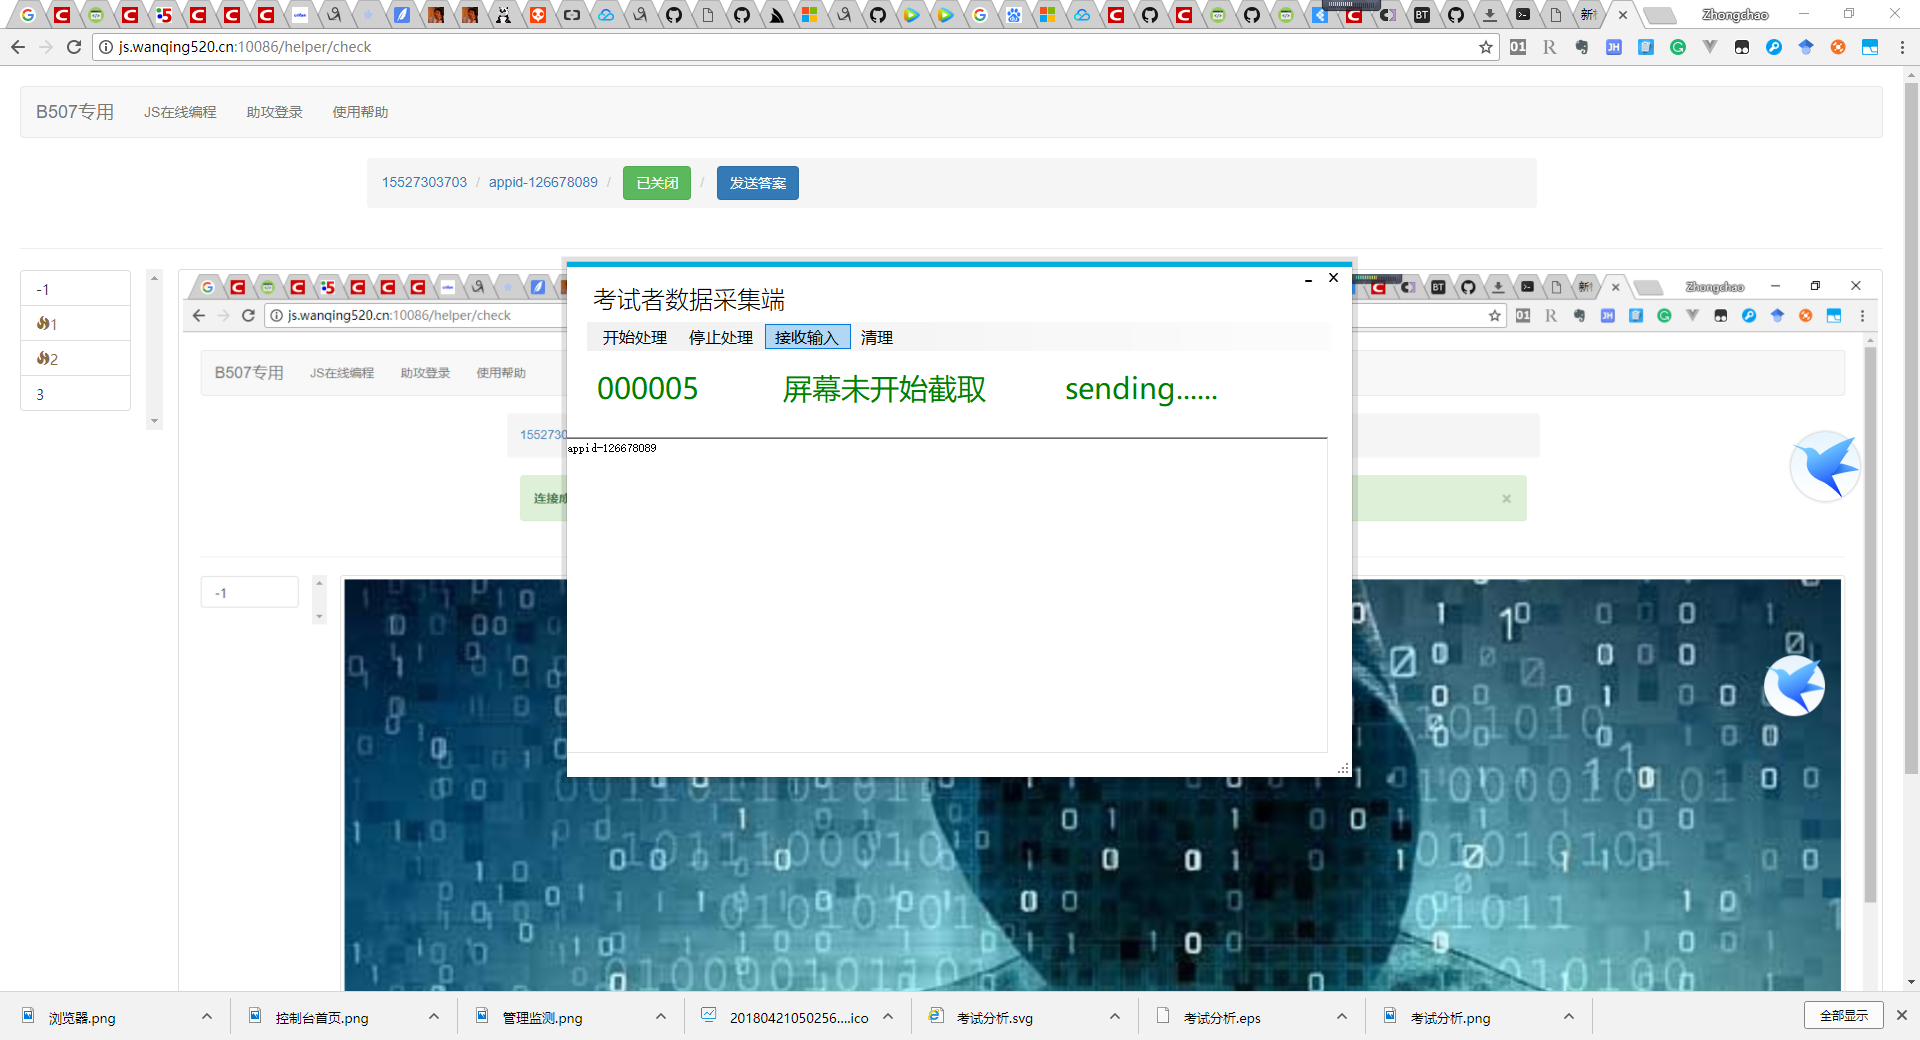 新
Zhongchao
js.wanqing520.cn:10086/helper/check
B507专用 JS在线编程 助攻登录 使用帮助
15527303703 / appid-126678089 / 已关闭 / 发送答案
-1
1
2
3
新
Zhongchao
js.wanqing520.cn:10086/helper/check
B507专用 JS在线编程 助攻登录 使用帮助
1552730
连接成
-1
考试者数据采集端
开始处理 停止处理 接收输入 清理
000005 屏幕未开始截取 sending......
appid-126678089
浏览器.png 控制台首页.png 管理监测.png 20180421050256....ico 考试分析.svg 考试分析.eps 考试分析.png 全部显示